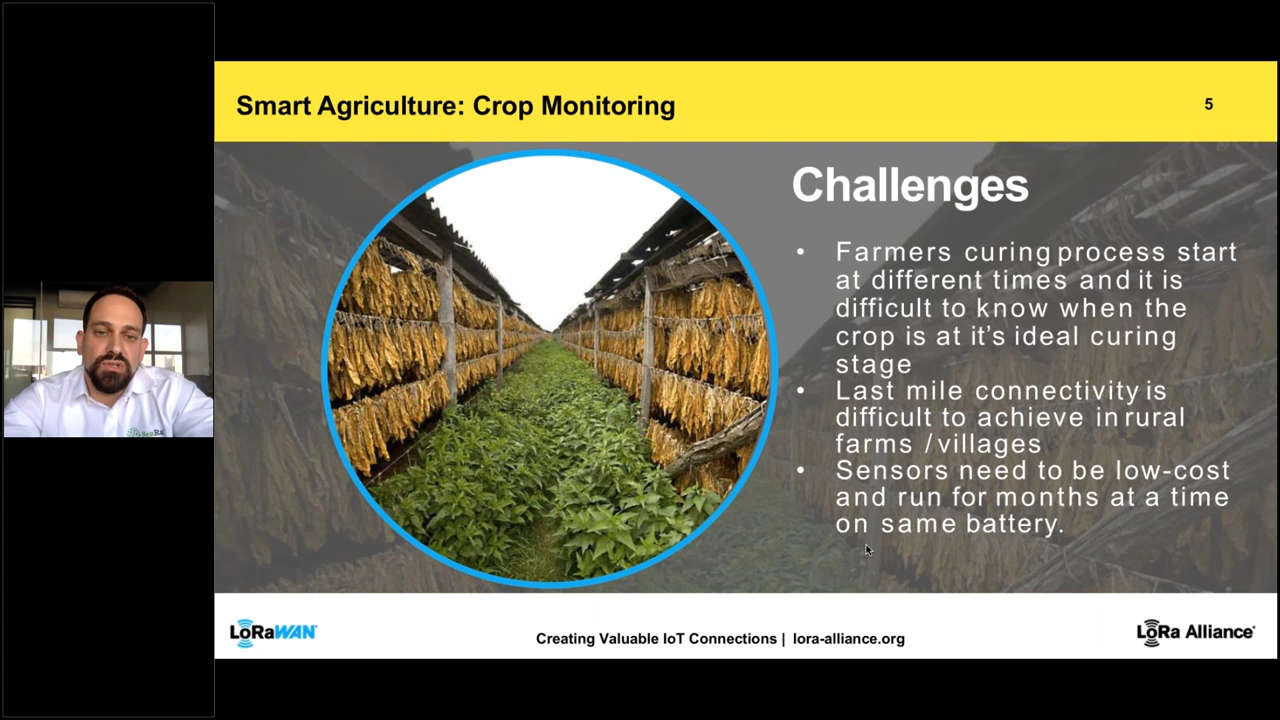 Smart Agriculture: Crop Monitoring
5
Challenges
• Farmers curing process start
at different times and it is
difficult to know when the
crop is at it's ideal curing
stage
• Last mile connectivity is
difficult to achieve in rural
farms / villages
• Sensors need to be low-cost
and run for months at a time
on same battery.
LoRaWAN
Creating Valuable IoT Connections | lora-alliance.org
LoRa Alliance